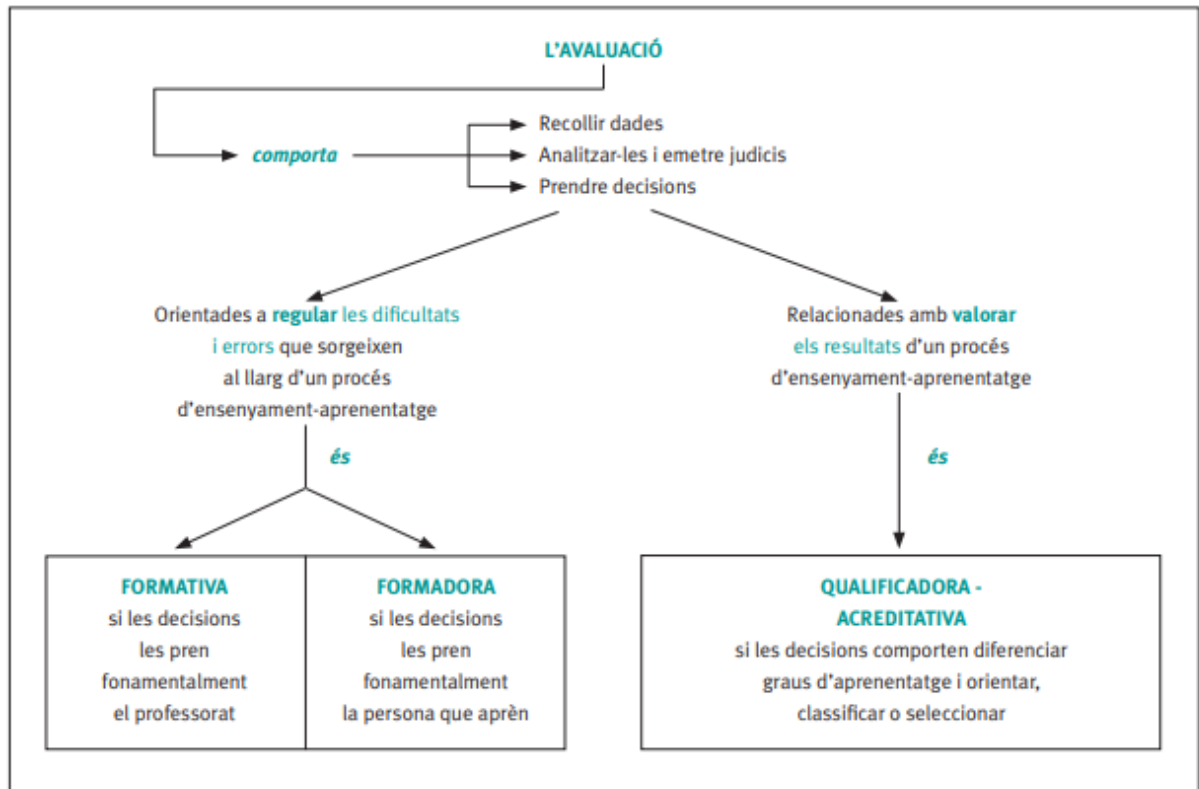 L'AVALUACIÓ
Recollir dades
comporta
Analitzar-les i emetre judicis
Prendre decisions
Orientades a regular les dificultats
i errors que sorgeixen
al llarg d'un procés
d'ensenyament-aprenentatge
Relacionades amb valorar
els resultats d'un procés
d'ensenyament-aprenentatge
és
és
FORMATIVA
si les decisions
les pren
fonamentalment
el professorat
FORMADORA
si les decisions
les pren
fonamentalment
la persona que aprèn
QUALIFICADORA -
ACREDITATIVA
si les decisions comporten diferenciar
graus d'aprenentatge i orientar,
classificar o seleccionar